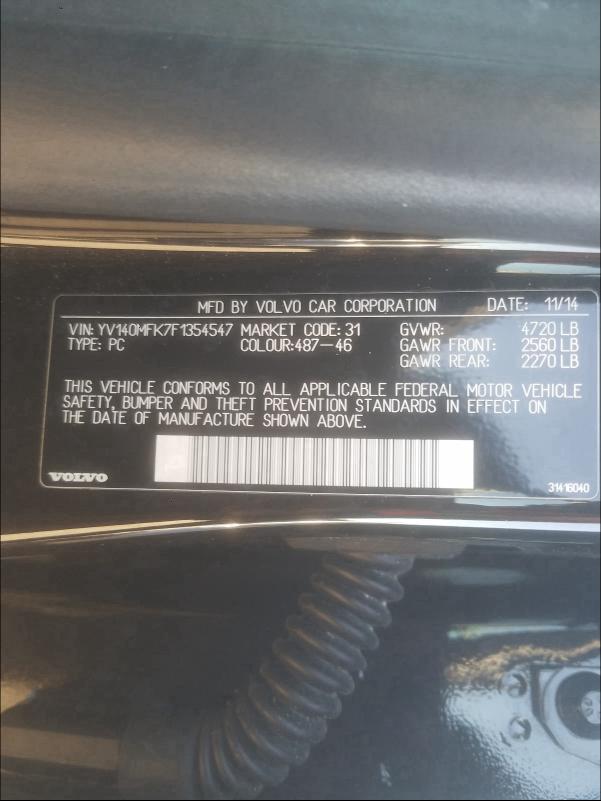 MFD BY VOLVO CAR CORPORATION DATE: 11/14
VIN: YV140MFK7F1354547 MARKET CODE: 31 GVWR: 4720 LB
TYPE: PC COLOUR:487-46 GAWR FRONT: 2560 LB
GAWR REAR: 2270 LB
THIS VEHICLE CONFORMS TO ALL APPLICABLE FEDERAL MOTOR VEHICLE
SAFETY, BUMPER AND THEFT PREVENTION STANDARDS IN EFFECT ON
THE DATE OF MANUFACTURE SHOWN ABOVE.
VOLVO 31416040